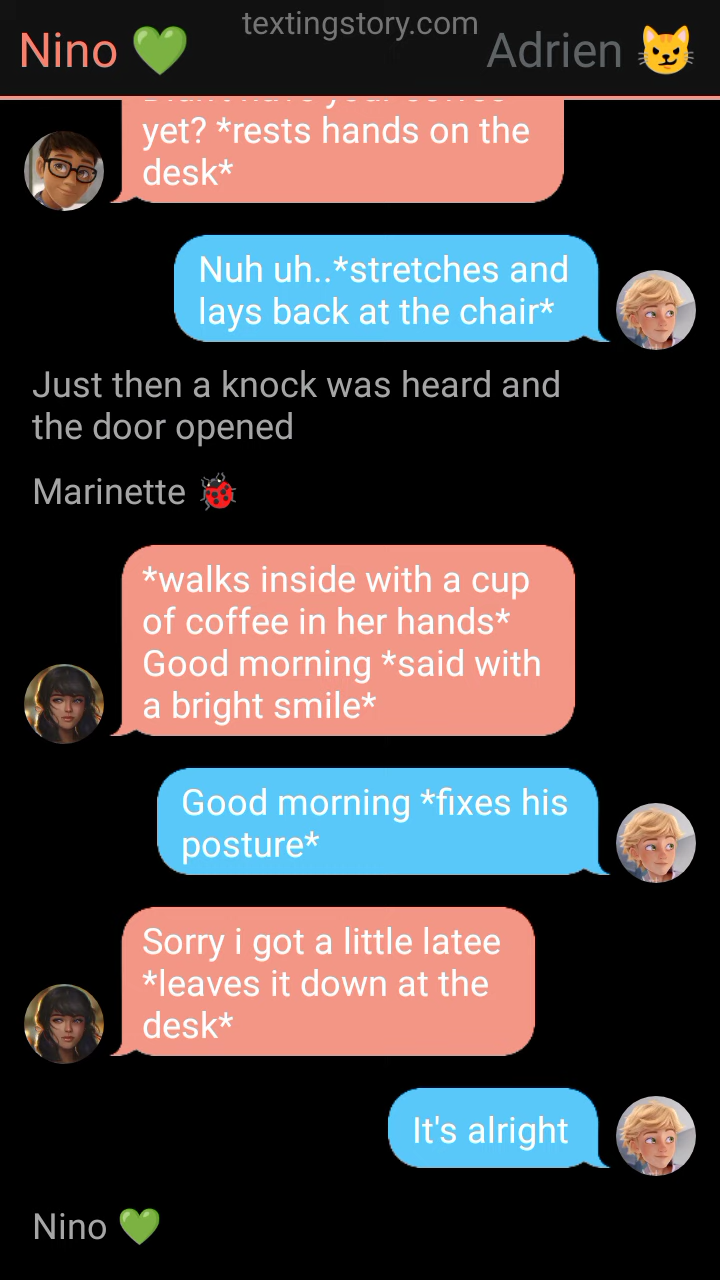 textingstory.com
Nino 💚
Adrien 😼
yet? *rests hands on the
desk*
Nuh uh..*stretches and
lays back at the chair*
Just then a knock was heard and
the door opened
Marinette 🐞
*walks inside with a cup
of coffee in her hands*
Good morning *said with
a bright smile*
Good morning *fixes his
posture*
Sorry i got a little latee
*leaves it down at the
desk*
It's alright
Nino 💚